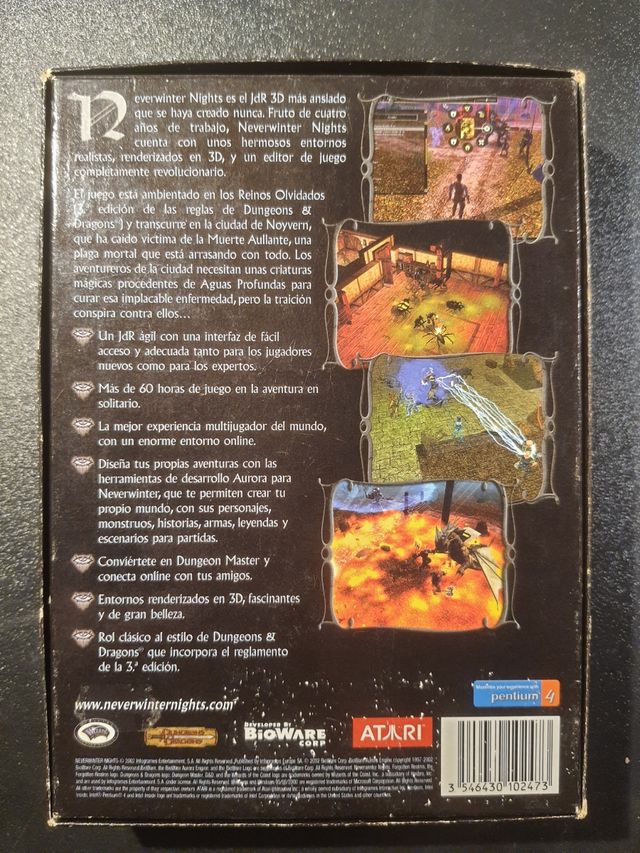 Neverwinter Nights es el JdR 3D más ansiado
que se haya creado nunca. Fruto de cuatro
años de trabajo, Neverwinter Nights
cuenta con unos hermosos entornos
realistas, renderizados en 3D, y un editor de juego
completamente revolucionario.
El juego está ambientado en los Reinos Olvidados
(3.ª edición de las reglas de Dungeons &
Dragons®) y transcurre en la ciudad de Noyvern,
que ha caído victima de la Muerte Aullante, una
plaga mortal que está arrasando con todo. Los
aventureros de la ciudad necesitan unas criaturas
mágicas procedentes de Aguas Profundas para
curar esa implacable enfermedad, pero la traición
conspira contra ellos...
Un JdR ágil con una interfaz de fácil
acceso y adecuada tanto para los jugadores
nuevos como para los expertos.
Más de 60 horas de juego en la aventura en
solitario.
La mejor experiencia multijugador del mundo,
con un enorme entorno online.
Diseña tus propias aventuras con las
herramientas de desarrollo Aurora para
Neverwinter, que te permiten crear tu
propio mundo, con sus personajes,
monstruos, historias, armas, leyendas y
escenarios para partidas.
Conviértete en Dungeon Master y
conecta online con tus amigos.
Entornos renderizados en 3D, fascinantes
y de gran belleza.
Rol clásico al estilo de Dungeons &
Dragons® que incorpora el reglamento
de la 3.ª edición.
Maximize your experience with
pentium 4
www.neverwinternights.com
DUNGEONS & DRAGONS
DEVELOPED BY
BIOWARE
CORP
ATARI
3 546430 102473